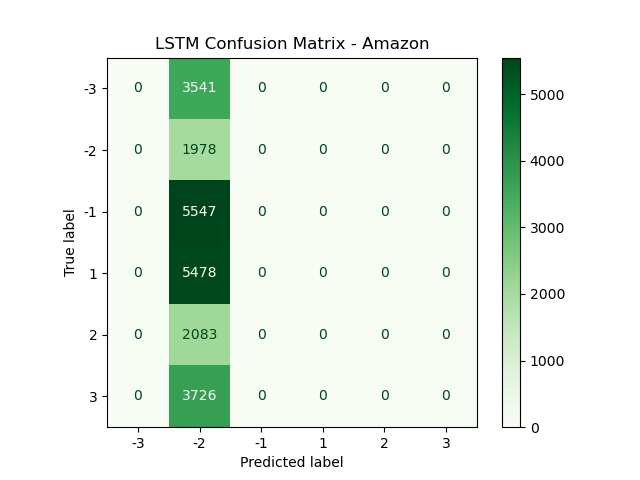 LSTM Confusion Matrix - Amazon
-3 0 3541 0 0 0 0
-2 0 1978 0 0 0 0
-1 0 5547 0 0 0 0
1 0 5478 0 0 0 0
2 0 2083 0 0 0 0
3 0 3726 0 0 0 0
-3 -2 -1 1 2 3
True label
Predicted label
5000
4000
3000
2000
1000
0